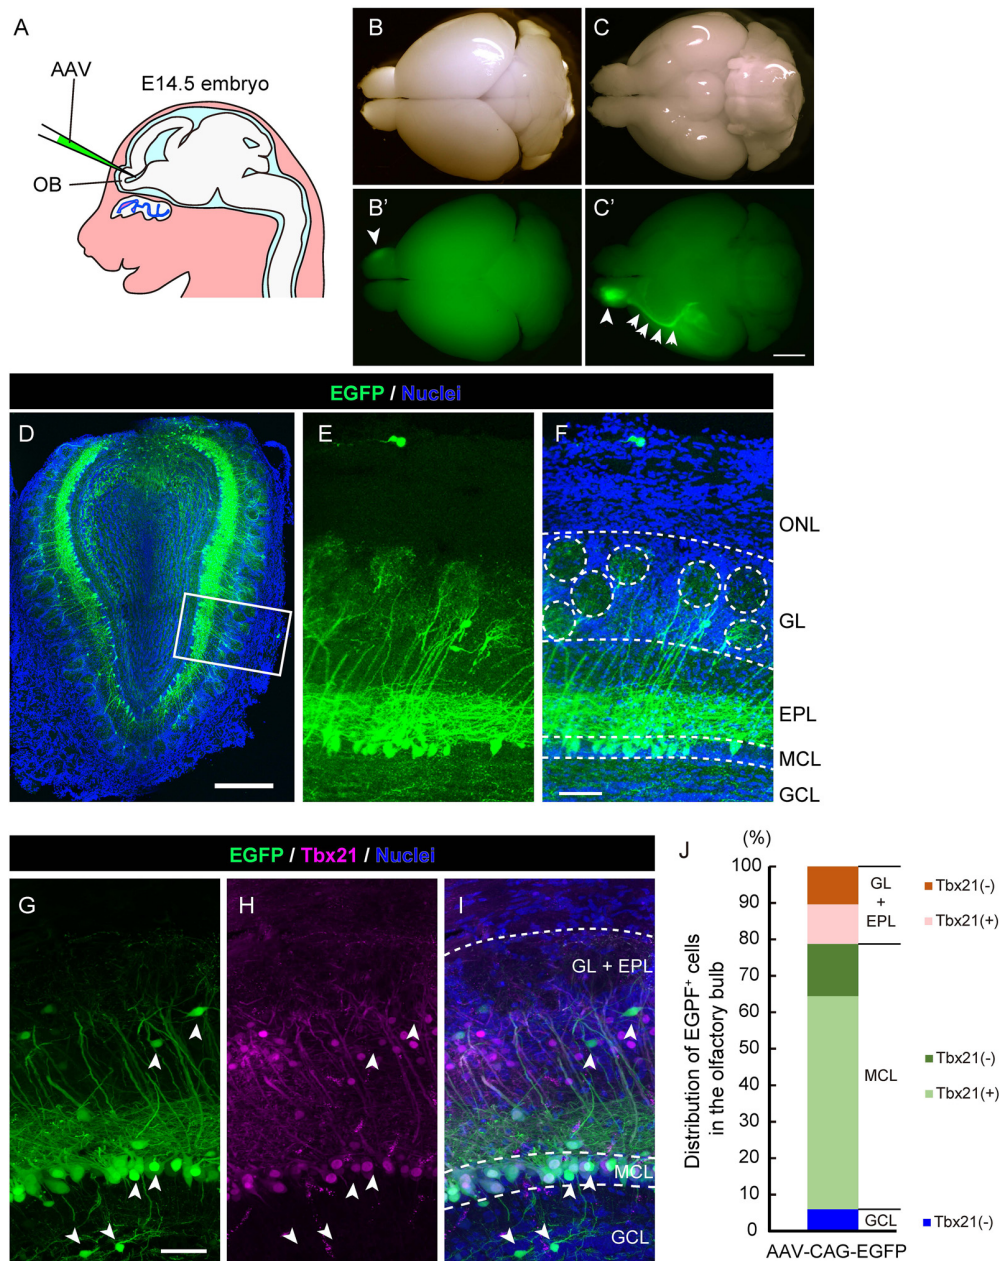 A
AAV
E14.5 embryo
OB
B
C
B'
C'
EGFP / Nuclei
D
E
F
ONL
GL
EPL
MCL
GCL
EGFP / Tbx21 / Nuclei
G
H
I
GL + EPL
MCL
GCL
J
(%)
100
90
80
70
60
50
40
30
20
10
0
Distribution of EGPF+ cells
in the olfactory bulb
GL
+
EPL
MCL
GCL
Tbx21(-)
Tbx21(+)
Tbx21(-)
Tbx21(+)
Tbx21(-)
AAV-CAG-EGFP